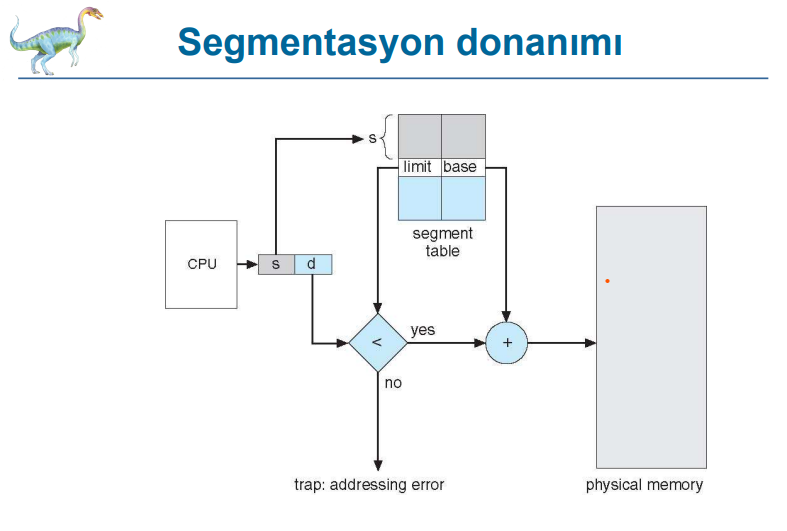 Segmentasyon donanımı
s
limit base
segment
table
CPU
s d
<
yes
+
no
trap: addressing error
physical memory